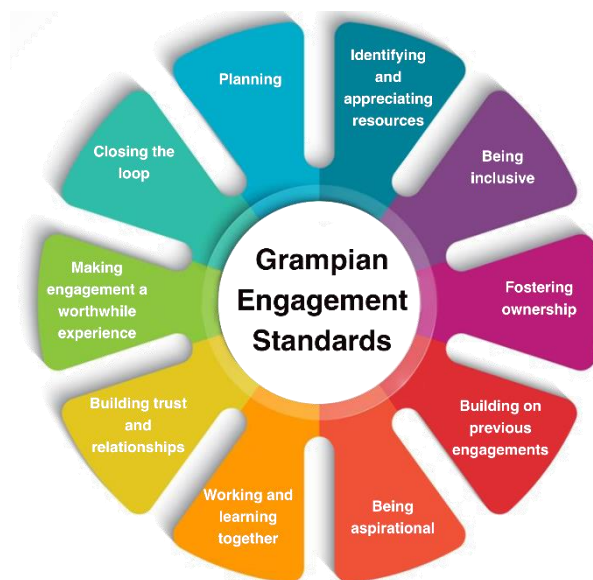 Grampian
Engagement
Standards
Planning
Identifying
and
appreciating
resources
Being
inclusive
Fostering
ownership
Building on
previous
engagements
Being
aspirational
Working and
learning
together
Building trust
and
relationships
Making
engagement a
worthwhile
experience
Closing the
loop